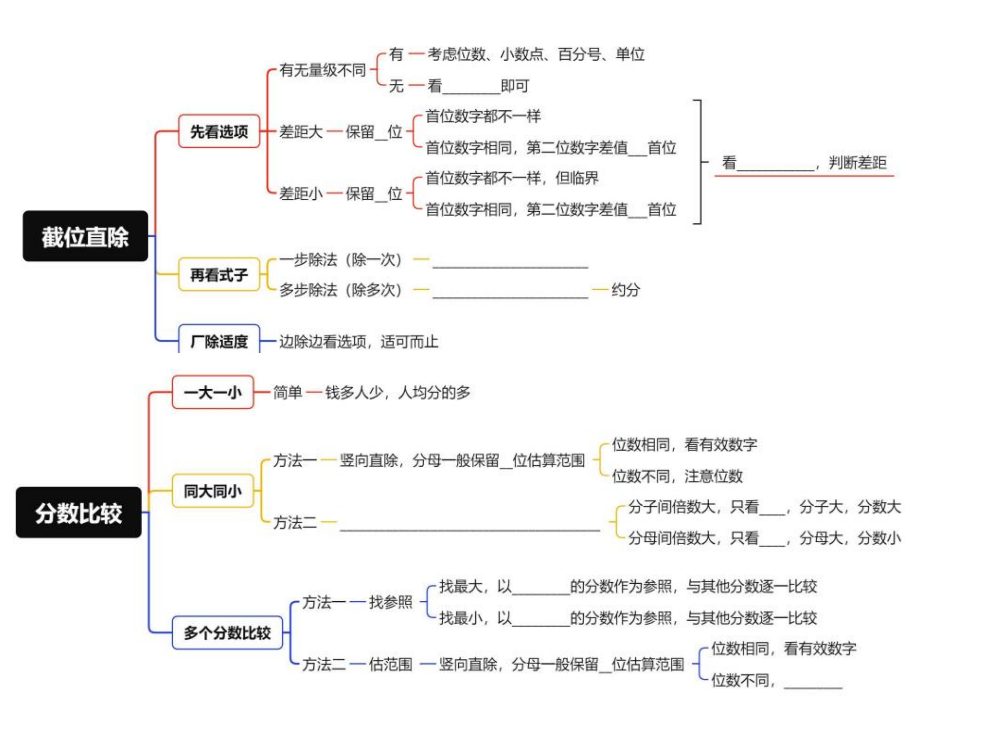 截位直除
先看选项
有无量级不同
有
考虑位数、小数点、百分号、单位
无
看________即可
差距大
保留__位
首位数字都不一样
首位数字相同，第二位数字差值___首位
差距小
保留__位
首位数字都不一样，但临界
首位数字相同，第二位数字差值___首位
看___________，判断差距
再看式子
一步除法（除一次）
______________________
多步除法（除多次）
______________________
约分
厂除适度
边除边看选项，适可而止
分数比较
一大一小
简单
钱多人少，人均分的多
同大同小
方法一
竖向直除，分母一般保留__位估算范围
位数相同，看有效数字
位数不同，注意位数
方法二
_____________________________________
分子间倍数大，只看____，分子大，分数大
分母间倍数大，只看____，分母大，分数小
多个分数比较
方法一
找参照
找最大，以________的分数作为参照，与其他分数逐一比较
找最小，以________的分数作为参照，与其他分数逐一比较
方法二
估范围
竖向直除，分母一般保留__位估算范围
位数相同，看有效数字
位数不同，________